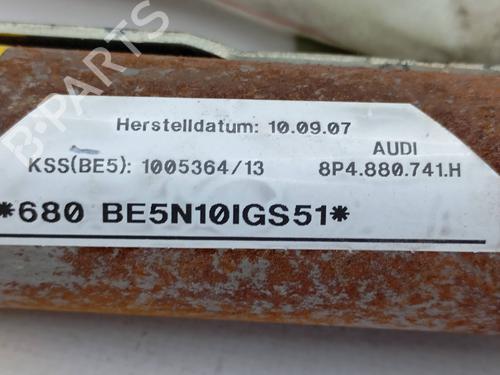 Herstelldatum: 10.09.07
AUDI
KSS(BE5): 1005364/13
8P4.880.741.H
*680 BE5N10IGS51*
B-PARTS